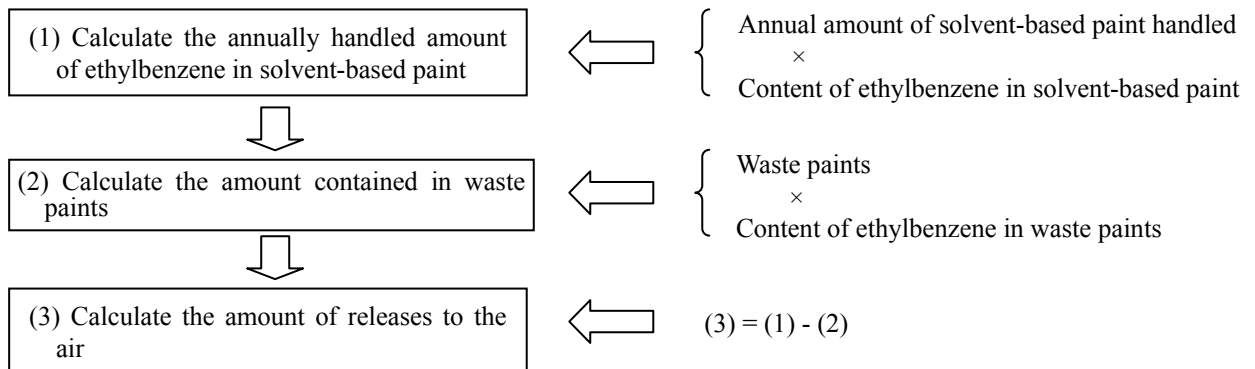 (1) Calculate the annually handled amount
of ethylbenzene in solvent-based paint
Annual amount of solvent-based paint handled
×
Content of ethylbenzene in solvent-based paint
(2) Calculate the amount contained in waste
paints
Waste paints
×
Content of ethylbenzene in waste paints
(3) Calculate the amount of releases to the
air
(3) = (1) - (2)